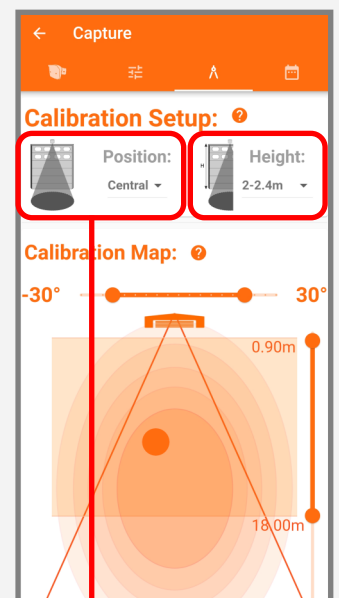 Capture
Calibration Setup: ?
Position: Height:
H
Central 2-2.4m
Calibration Map: ?
-30° 30°
0.90m
18.00m